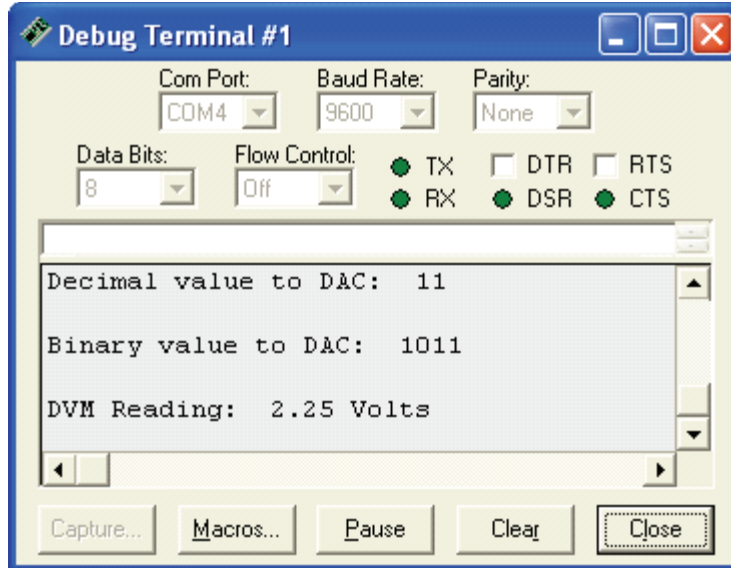 Debug Terminal #1
Com Port: Baud Rate: Parity:
COM4 9600 None
Data Bits: Flow Control: TX DTR RTS
8 Off RX DSR CTS
Decimal value to DAC:  11
Binary value to DAC:  1011
DVM Reading:  2.25 Volts
Capture... Macros... Pause Clear Close